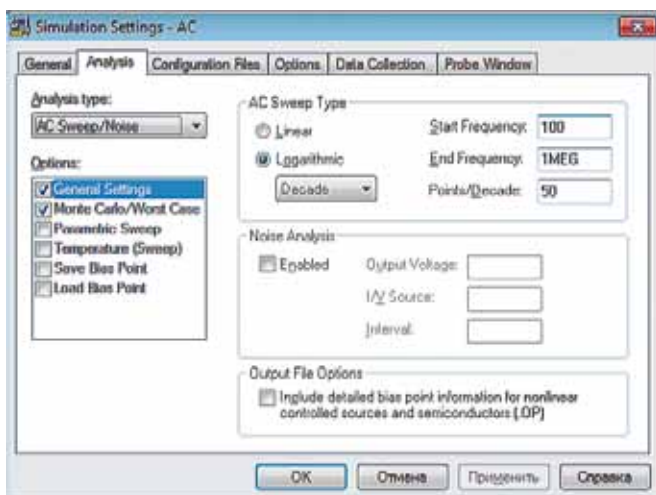 Simulation Settings - AC
General Analysis Configuration Files Options Data Collection Probe Window
Analysis type:
AC Sweep/Noise
Options:
General Settings
Monte Carlo/Worst Case
Parametric Sweep
Temperature (Sweep)
Save Bias Point
Load Bias Point
AC Sweep Type
Linear
Logarithmic
Decade
Start Frequency: 100
End Frequency: 1MEG
Points/Decade: 50
Noise Analysis
Enabled
Output Voltage:
I/V Source:
Interval:
Output File Options
Include detailed bias point information for nonlinear
controlled sources and semiconductors (.OP)
OK Отмена Применить Справка